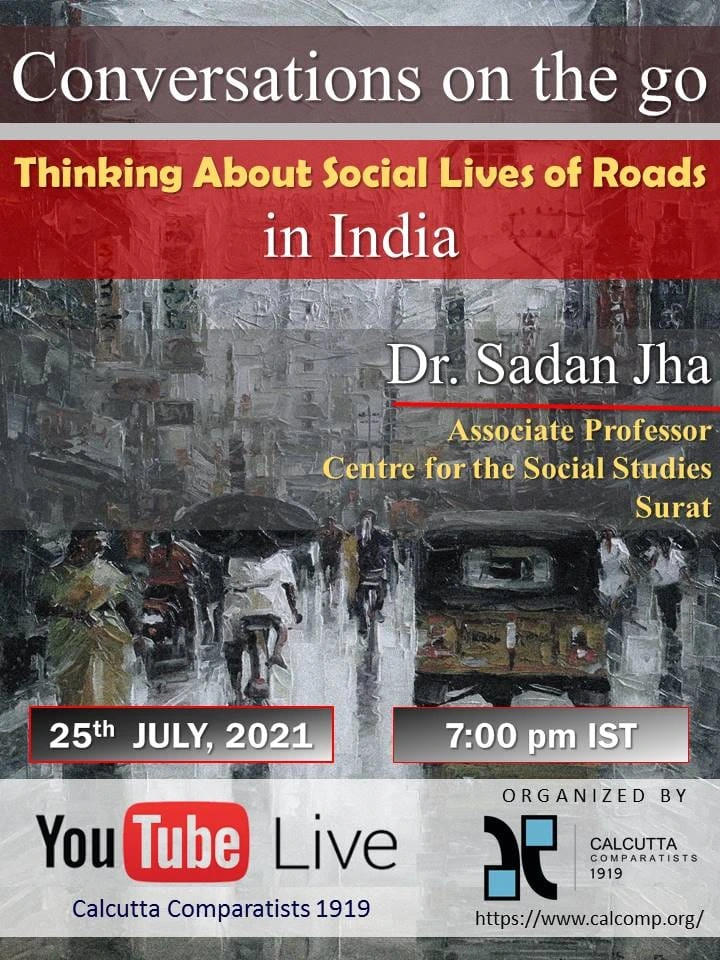 Conversations on the go
Thinking About Social Lives of Roads
in India
Dr. Sadan Jha
Associate Professor
Centre for the Social Studies
Surat
25th JULY, 2021
7:00 pm IST
YouTube Live
Calcutta Comparatists 1919
ORGANIZED BY
CALCUTTA
COMPARATISTS
1919
https://www.calcomp.org/